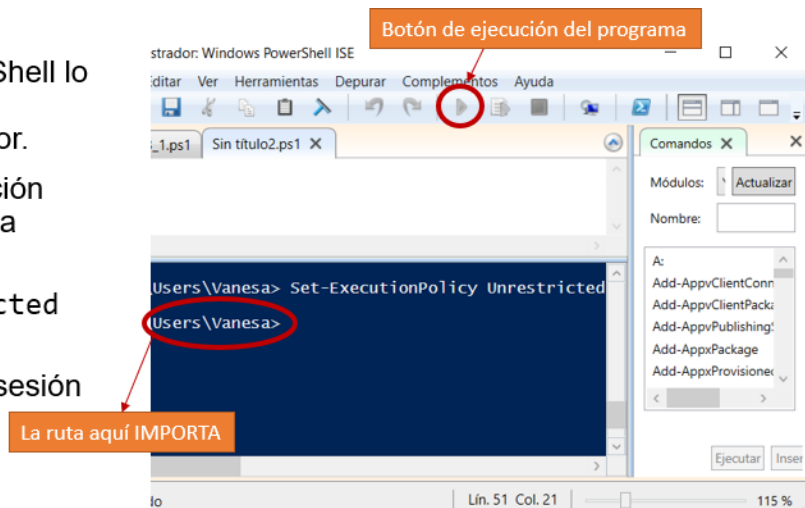 Botón de ejecución del programa
Shell lo
or.
ción
a
cted
sesión
La ruta aquí IMPORTA
strador: Windows PowerShell ISE
Editar Ver Herramientas Depurar Complementos Ayuda
_1.ps1 Sin título2.ps1 X
Users\Vanesa> Set-ExecutionPolicy Unrestricted
Users\Vanesa>
Comandos X
Módulos: Actualizar
Nombre:
A:
Add-AppvClientConn
Add-AppvClientPacka
Add-AppvPublishing
Add-AppxPackage
Add-AppxProvisione
Ejecutar Inser
do Lín. 51 Col. 21 115 %